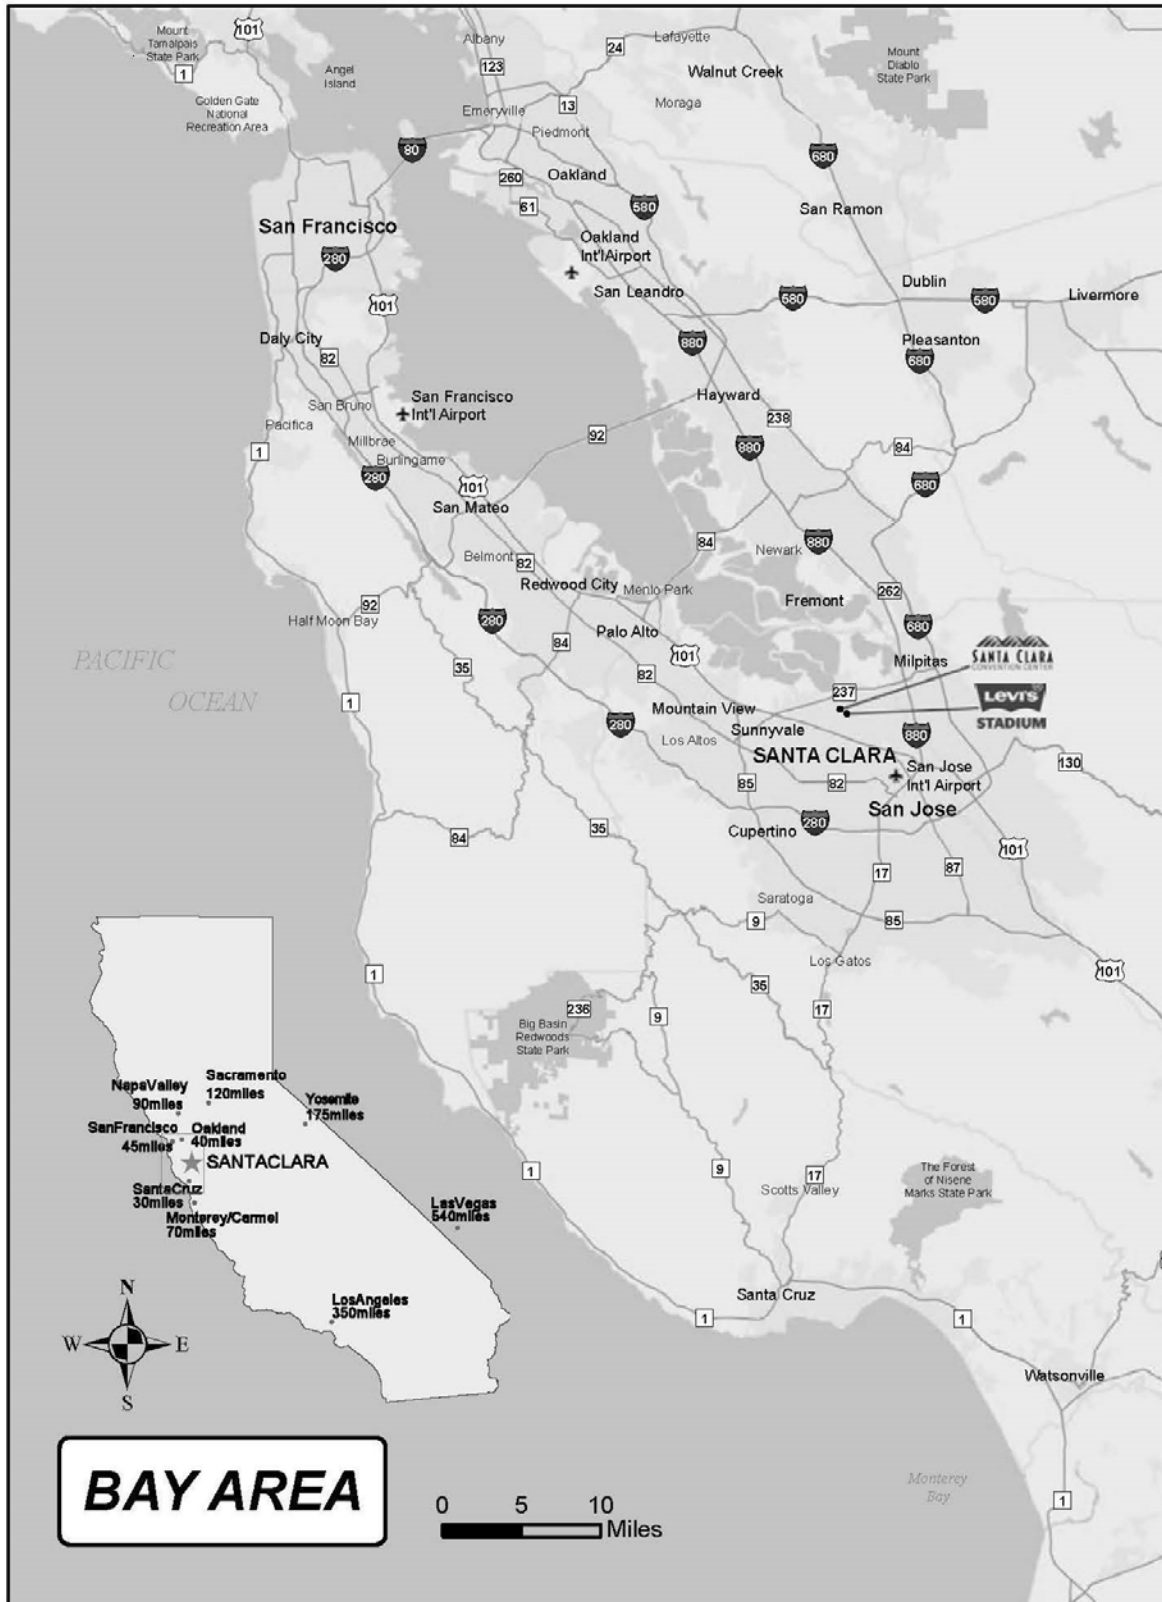 Mount
Tamalpais
State Park
101
1
Golden Gate
National
Recreation Area
Angel
Island
Albany
123
24
Lafayette
Walnut Creek
Mount
Diablo
State Park
Emeryville
13
Moraga
Piedmont
80
680
260
Oakland
61
580
San Ramon
San Francisco
280
Oakland
Int'l Airport
San Leandro
Dublin
580
580
Livermore
101
Daly City
82
880
Pleasanton
680
San Francisco
Int'l Airport
San Bruno
Hayward
238
Pacifica
92
Millbrae
1
880
84
Burlingame
280
101
680
San Mateo
84
880
Newark
Belmont
82
Redwood City
Menlo Park
262
Fremont
92
Half Moon Bay
280
680
Palo Alto
84
101
Milpitas
SANTA CLARA
CONVENTION CENTER
PACIFIC
OCEAN
35
82
237
LEVI'S
STADIUM
1
Mountain View
280
Sunnyvale
880
Los Altos
SANTA CLARA
San Jose
Int'l Airport
130
85
82
San Jose
280
Cupertino
84
35
101
17
87
Saratoga
9
85
Los Gatos
101
1
35
236
9
17
Big Basin
Redwoods
State Park
NapaValley
90miles
Sacramento
120miles
Yosemite
175miles
SanFrancisco
45miles
Oakland
40miles
SANTACLARA
SantaCruz
30miles
Monterey/Carmel
70miles
LasVegas
540miles
LosAngeles
350miles
1
9
17
Scotts Valley
The Forest
of Nisene
Marks State Park
Santa Cruz
1
1
Watsonville
N
W
E
S
Monterey
Bay
1
BAY AREA
0 5 10
Miles